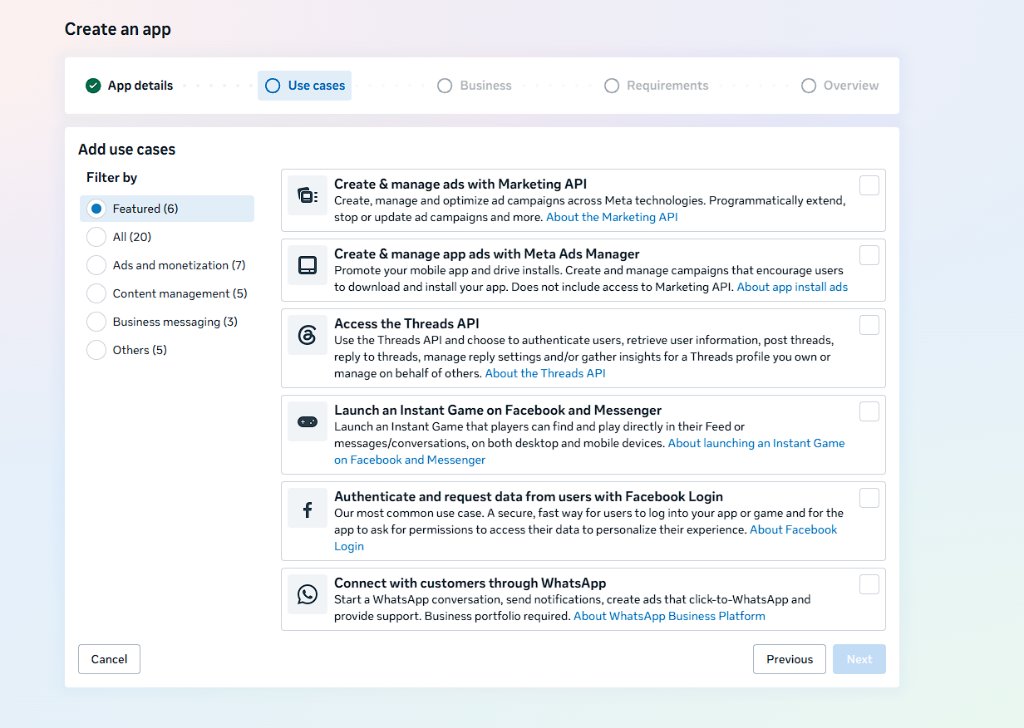 Create an app
App details
Use cases
Business
Requirements
Overview
Add use cases
Filter by
Featured (6)
All (20)
Ads and monetization (7)
Content management (5)
Business messaging (3)
Others (5)
Create & manage ads with Marketing API
Create, manage and optimize ad campaigns across Meta technologies. Programmatically extend,
stop or update ad campaigns and more. About the Marketing API
Create & manage app ads with Meta Ads Manager
Promote your mobile app and drive installs. Create and manage campaigns that encourage users
to download and install your app. Does not include access to Marketing API. About app install ads
Access the Threads API
Use the Threads API and choose to authenticate users, retrieve user information, post threads,
reply to threads, manage reply settings and/or gather insights for a Threads profile you own or
manage on behalf of others. About the Threads API
Launch an Instant Game on Facebook and Messenger
Launch an Instant Game that players can find and play directly in their Feed or
messages/conversations, on both desktop and mobile devices. About launching an Instant Game
on Facebook and Messenger
Authenticate and request data from users with Facebook Login
Our most common use case. A secure, fast way for users to log into your app or game and for the
app to ask for permissions to access their data to personalize their experience. About Facebook
Login
Connect with customers through WhatsApp
Start a WhatsApp conversation, send notifications, create ads that click-to-WhatsApp and
provide support. Business portfolio required. About WhatsApp Business Platform
Cancel
Previous
Next